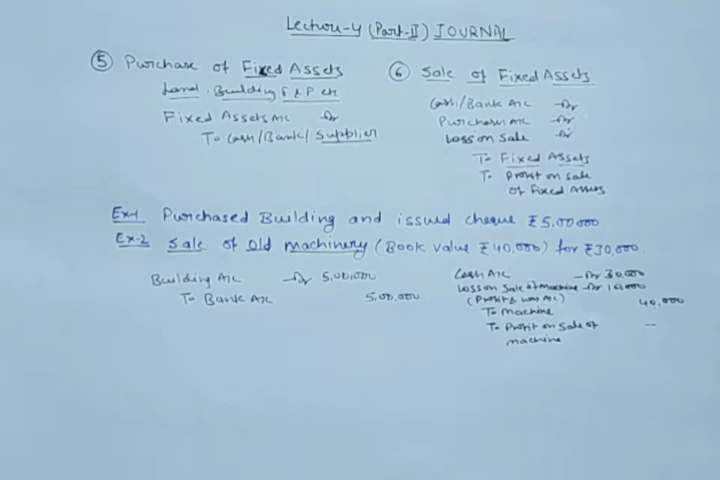 Lecture-4 (Part-II) JOURNAL
⑤ Purchase of Fixed Assets
Land Building F & P etc
Fixed Assets A/c Dr
To Cash/Bank/Supplier
⑥ Sale of Fixed Assets
Cash/Bank A/c Dr
Purchaser A/c Dr
Loss on Sale Dr
To Fixed Assets
To Profit on Sale
of Fixed Assets
Ex-1 Purchased Building and issued cheque ₹5,00,000
Ex-2 Sale of Old machinery (Book value ₹40,000) for ₹30,000
Building A/c Dr 5,00,000
To Bank A/c 5,00,000
Cash A/c Dr 30,000
Loss on Sale of Machine Dr 10,000
(Profit & Loss A/c) 40,000
To Machine
To Profit on Sale of —
machine